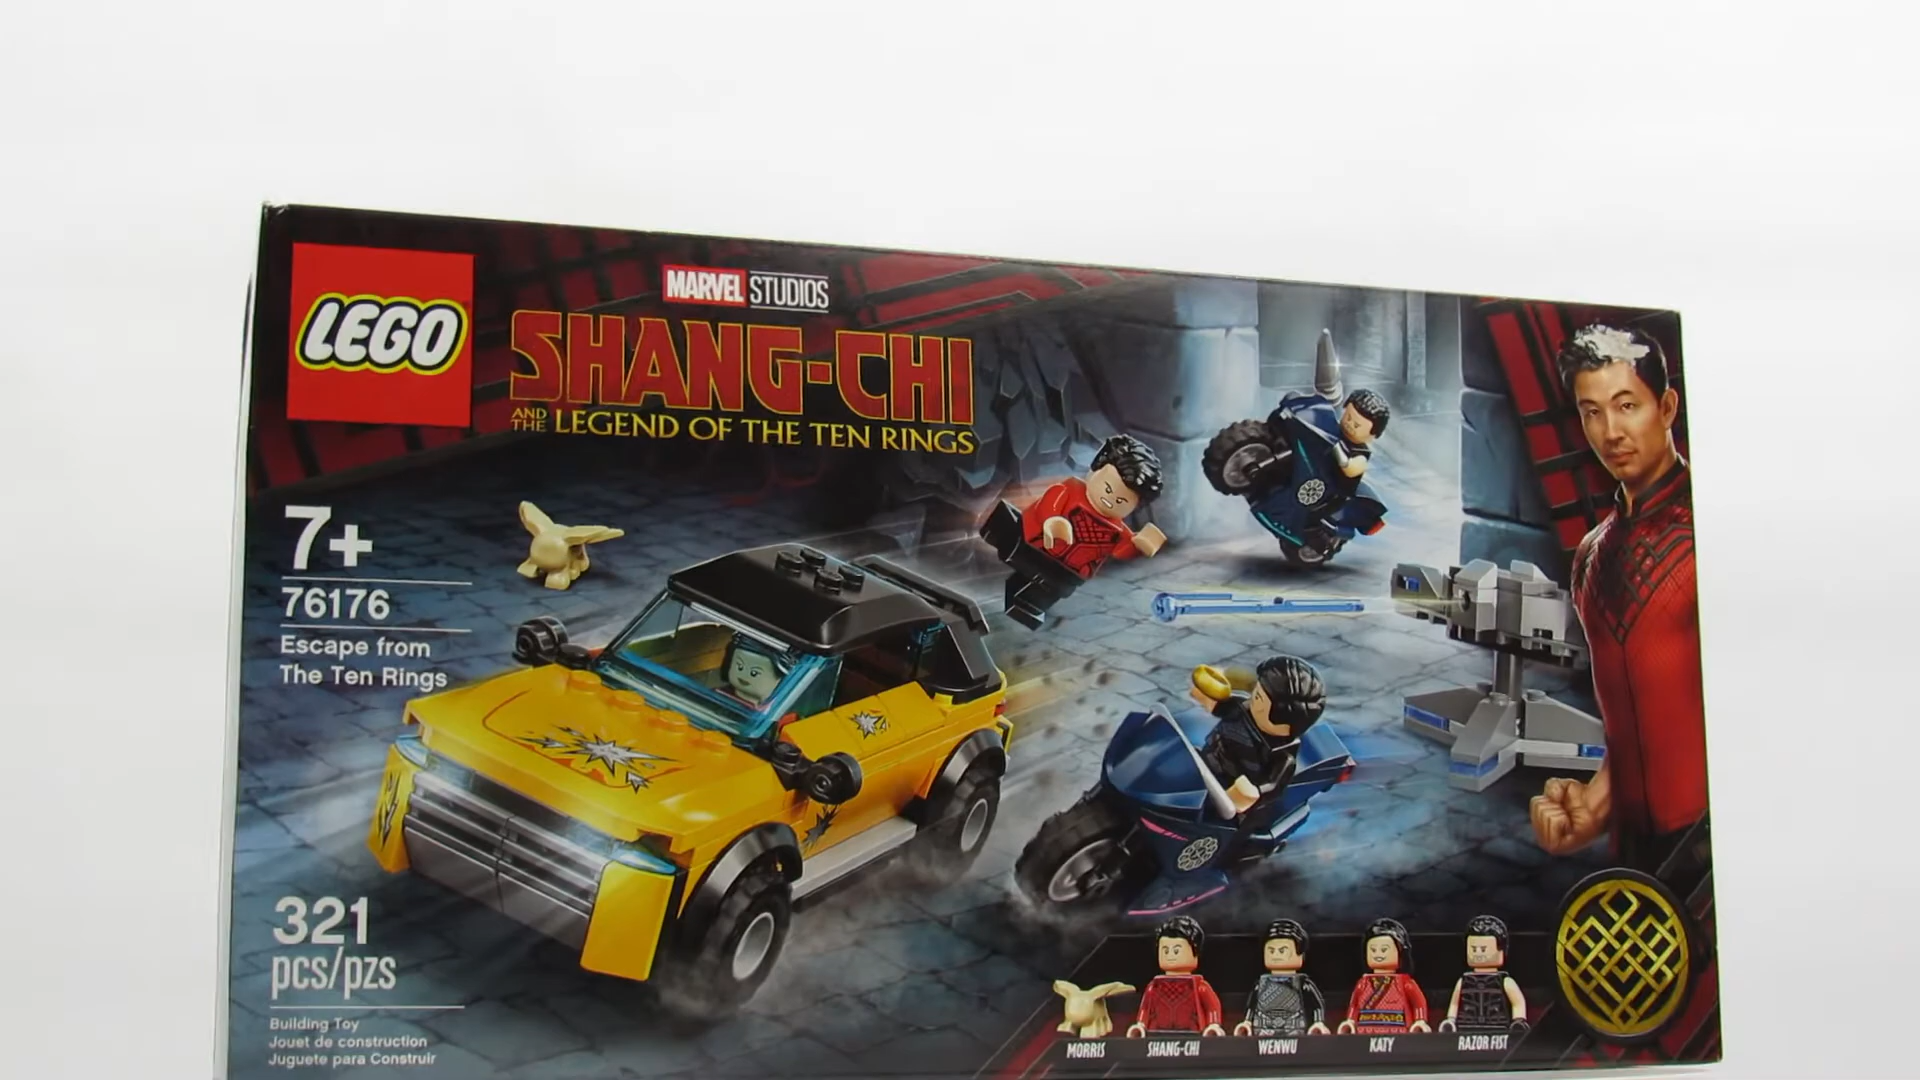 LEGO
MARVEL STUDIOS
SHANG-CHI
AND THE LEGEND OF THE TEN RINGS
7+
76176
Escape from
The Ten Rings
321
pcs/pzs
Building Toy
Jouet de construction
Juguete para Construir
MORRIS SHANG-CHI WENWU KATY RAZOR FIST